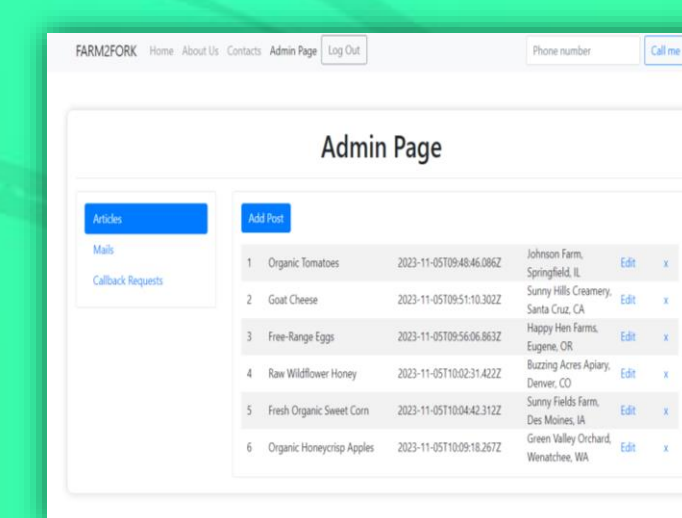 FARM2FORK Home About Us Contacts Admin Page Log Out Phone number Call me
Admin Page
Articles
Mails
Callback Requests
Add Post
1 Organic Tomatoes 2023-11-05T09:48:46.086Z Johnson Farm, Springfield, IL Edit x
2 Goat Cheese 2023-11-05T09:51:10.302Z Sunny Hills Creamery, Santa Cruz, CA Edit x
3 Free-Range Eggs 2023-11-05T09:56:06.863Z Happy Hen Farms, Eugene, OR Edit x
4 Raw Wildflower Honey 2023-11-05T10:02:31.422Z Buzzing Acres Apiary, Denver, CO Edit x
5 Fresh Organic Sweet Corn 2023-11-05T10:04:42.312Z Sunny Fields Farm, Des Moines, IA Edit x
6 Organic Honeycrisp Apples 2023-11-05T10:09:18.267Z Green Valley Orchard, Wenatchee, WA Edit x